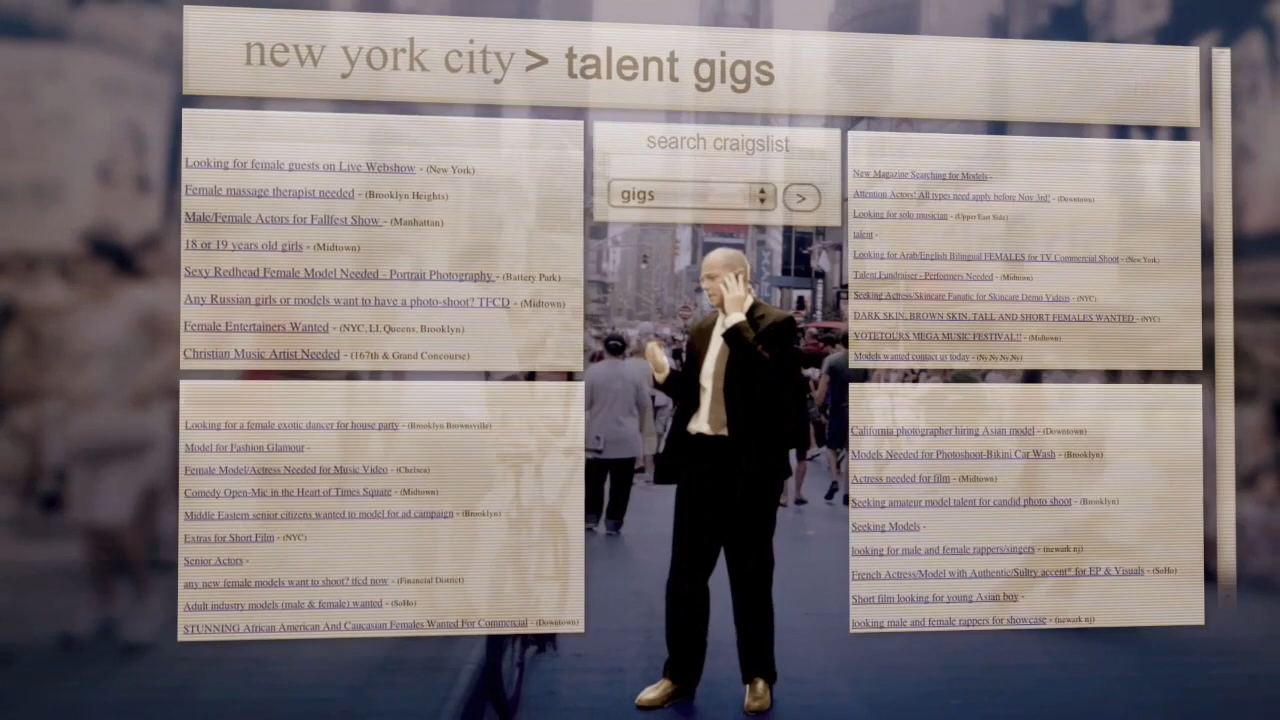 new york city > talent gigs
search craigslist
gigs >
Looking for female guests on Live Webshow - (New York)
Female massage therapist needed - (Brooklyn Heights)
Male/Female Actors for Fallfest Show - (Manhattan)
18 or 19 years old girls - (Midtown)
Sexy Redhead Female Model Needed - Portrait Photography - (Battery Park)
Any Russian girls or models want to have a photo-shoot? TFCD - (Midtown)
Female Entertainers Wanted - (NYC, LI, Queens, Brooklyn)
Christian Music Artist Needed - (167th & Grand Concourse)
New Magazine Searching for Models -
Attention Actors! All types need apply before Nov 3rd! - (Downtown)
Looking for solo musician - (Upper East Side)
talent -
Looking for Arab/English Bilingual FEMALES for TV Commercial Shoot - (New York)
Talent Fundraiser - Performers Needed - (Midtown)
Seeking Actress/Skincare Fanatic for Skincare Demo Videos - (NYC)
DARK SKIN, BROWN SKIN, TALL AND SHORT FEMALES WANTED - (NYC)
VOTETOURS MEGA MUSIC FESTIVAL!! - (Midtown)
Models wanted contact us today - (Ny,Ny,Ny,Ny)
Looking for a female exotic dancer for house party - (Brooklyn Brownsville)
Model for Fashion Glamour -
Female Model/Actress Needed for Music Video - (Chelsea)
Comedy Open-Mic in the Heart of Times Square - (Midtown)
Middle Eastern senior citizens wanted to model for ad campaign - (Brooklyn)
Extras for Short Film - (NYC)
Senior Actors -
any new female models want to shoot? tfcd now - (Financial District)
Adult industry models (male & female) wanted - (SoHo)
STUNNING African American And Caucasian Females Wanted For Commercial - (Downtown)
California photographer hiring Asian model - (Downtown)
Models Needed for Photoshoot-Bikini Car Wash - (Brooklyn)
Actress needed for film - (Midtown)
Seeking amateur model talent for candid photo shoot - (Brooklyn)
Seeking Models -
looking for male and female rappers/singers - (newark nj)
French Actress/Model with Authentic/Sultry accent* for EP & Visuals - (SoHo)
Short film looking for young Asian boy -
looking male and female rappers for showcase - (newark nj)